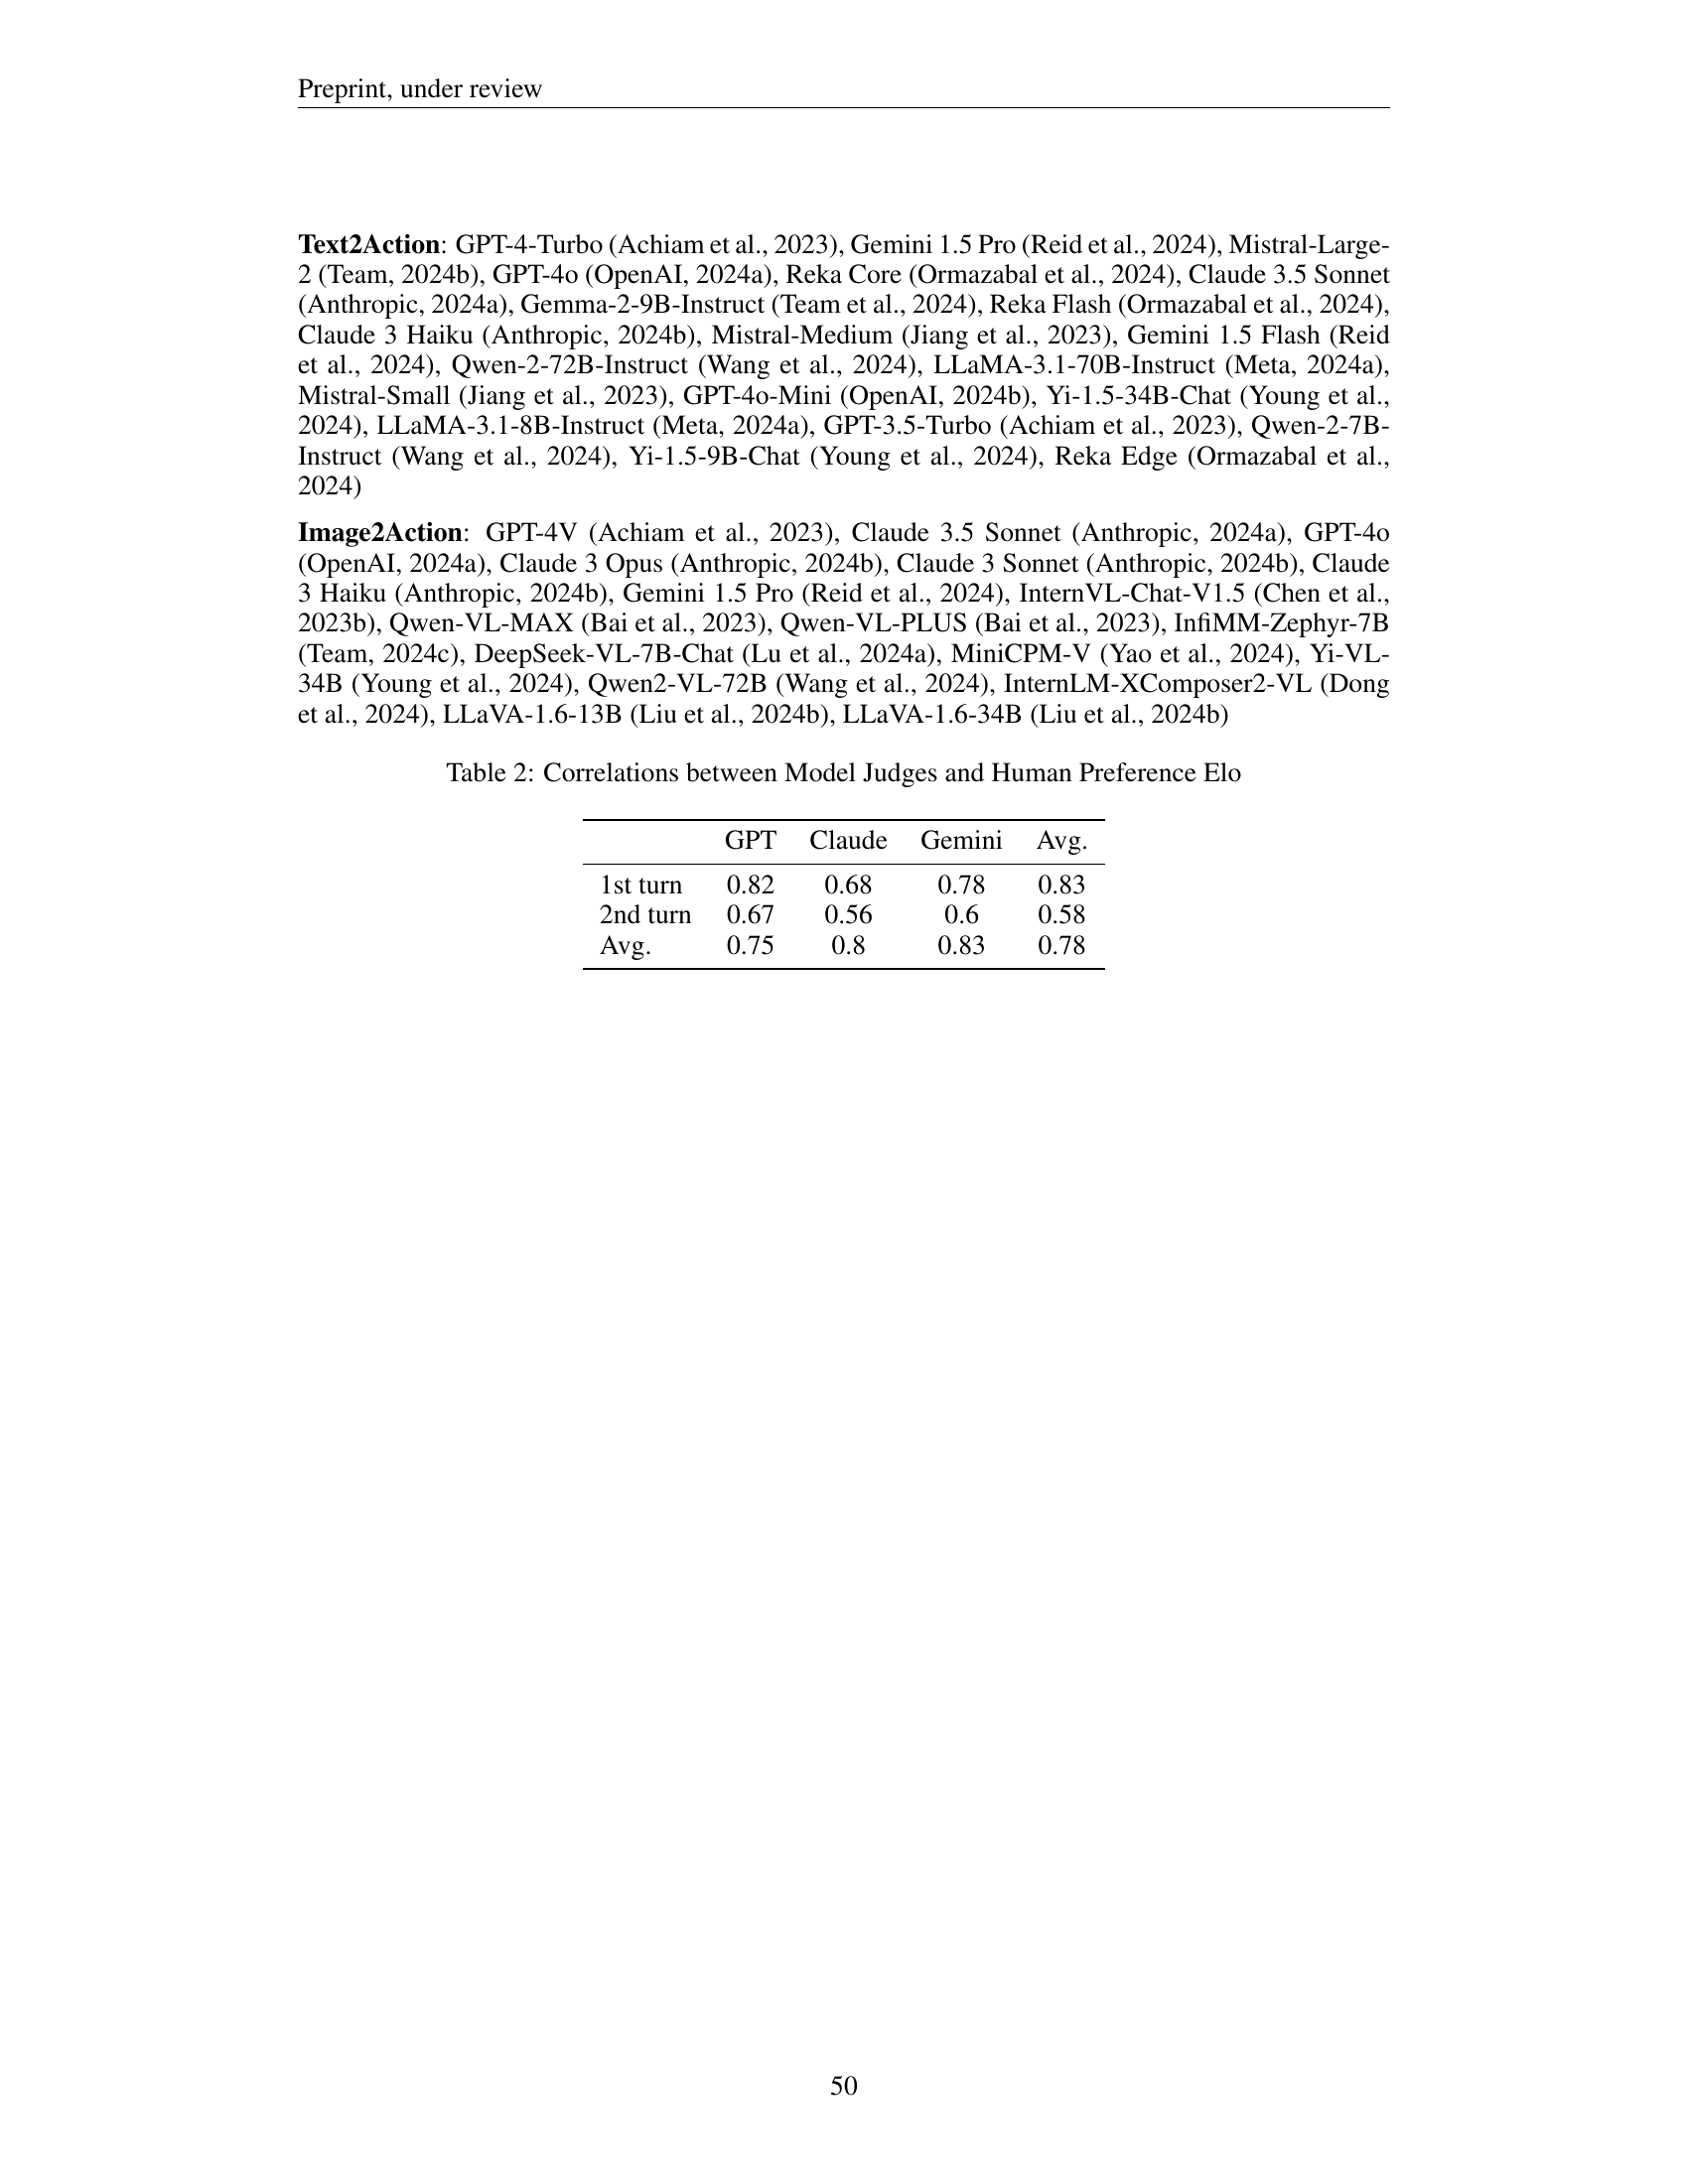 Preprint, under review
Text2Action: GPT-4-Turbo (Achiam et al., 2023), Gemini 1.5 Pro (Reid et al., 2024), Mistral-Large-
2 (Team, 2024b), GPT-4o (OpenAI, 2024a), Reka Core (Ormazabal et al., 2024), Claude 3.5 Sonnet
(Anthropic, 2024a), Gemma-2-9B-Instruct (Team et al., 2024), Reka Flash (Ormazabal et al., 2024),
Claude 3 Haiku (Anthropic, 2024b), Mistral-Medium (Jiang et al., 2023), Gemini 1.5 Flash (Reid
et al., 2024), Qwen-2-72B-Instruct (Wang et al., 2024), LLaMA-3.1-70B-Instruct (Meta, 2024a),
Mistral-Small (Jiang et al., 2023), GPT-4o-Mini (OpenAI, 2024b), Yi-1.5-34B-Chat (Young et al.,
2024), LLaMA-3.1-8B-Instruct (Meta, 2024a), GPT-3.5-Turbo (Achiam et al., 2023), Qwen-2-7B-
Instruct (Wang et al., 2024), Yi-1.5-9B-Chat (Young et al., 2024), Reka Edge (Ormazabal et al.,
2024)
Image2Action: GPT-4V (Achiam et al., 2023), Claude 3.5 Sonnet (Anthropic, 2024a), GPT-4o
(OpenAI, 2024a), Claude 3 Opus (Anthropic, 2024b), Claude 3 Sonnet (Anthropic, 2024b), Claude
3 Haiku (Anthropic, 2024b), Gemini 1.5 Pro (Reid et al., 2024), InternVL-Chat-V1.5 (Chen et al.,
2023b), Qwen-VL-MAX (Bai et al., 2023), Qwen-VL-PLUS (Bai et al., 2023), InfiMM-Zephyr-7B
(Team, 2024c), DeepSeek-VL-7B-Chat (Lu et al., 2024a), MiniCPM-V (Yao et al., 2024), Yi-VL-
34B (Young et al., 2024), Qwen2-VL-72B (Wang et al., 2024), InternLM-XComposer2-VL (Dong
et al., 2024), LLaVA-1.6-13B (Liu et al., 2024b), LLaVA-1.6-34B (Liu et al., 2024b)
Table 2: Correlations between Model Judges and Human Preference Elo
GPT Claude Gemini Avg.
1st turn 0.82 0.68 0.78 0.83
2nd turn 0.67 0.56 0.6 0.58
Avg. 0.75 0.8 0.83 0.78
50